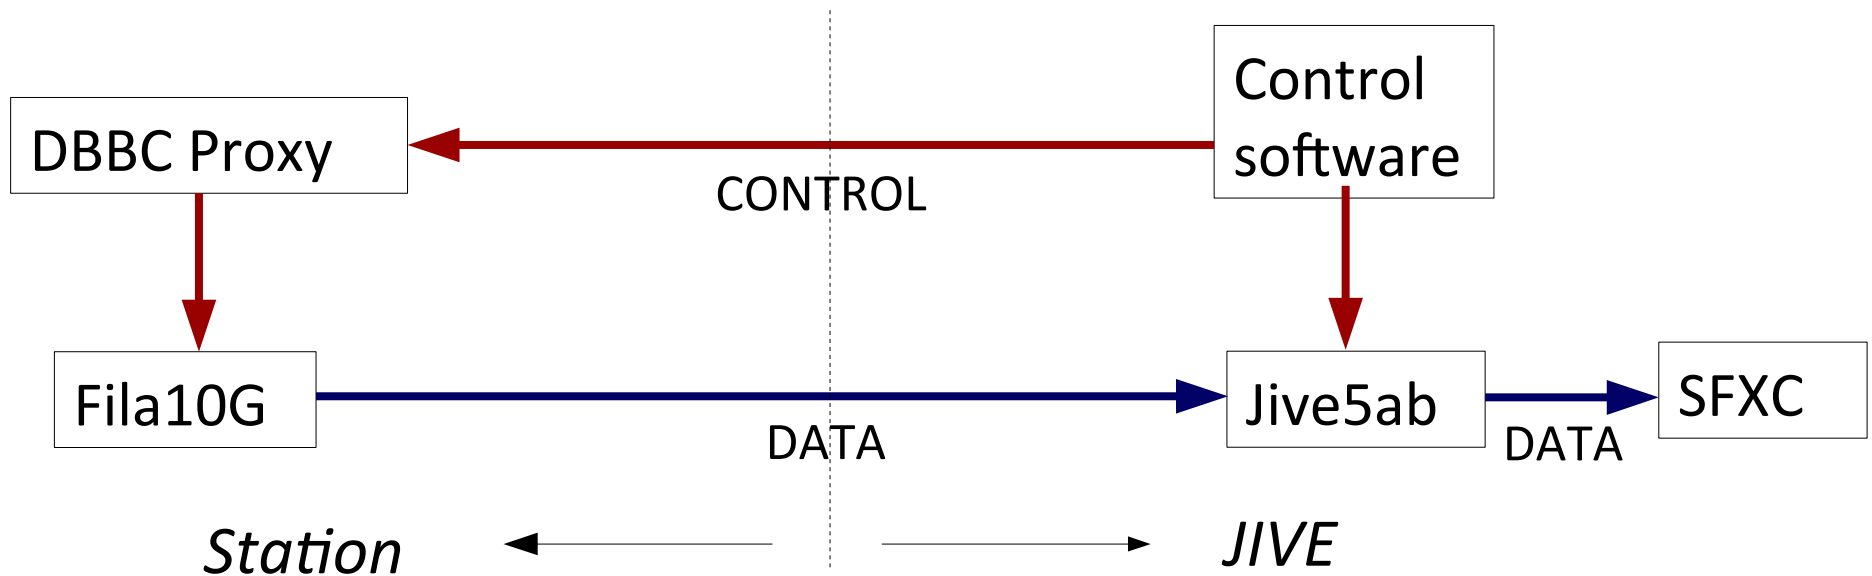 Control
software
DBBC Proxy
CONTROL
Fila10G
Jive5ab
SFXC
DATA
DATA
Station
JIVE